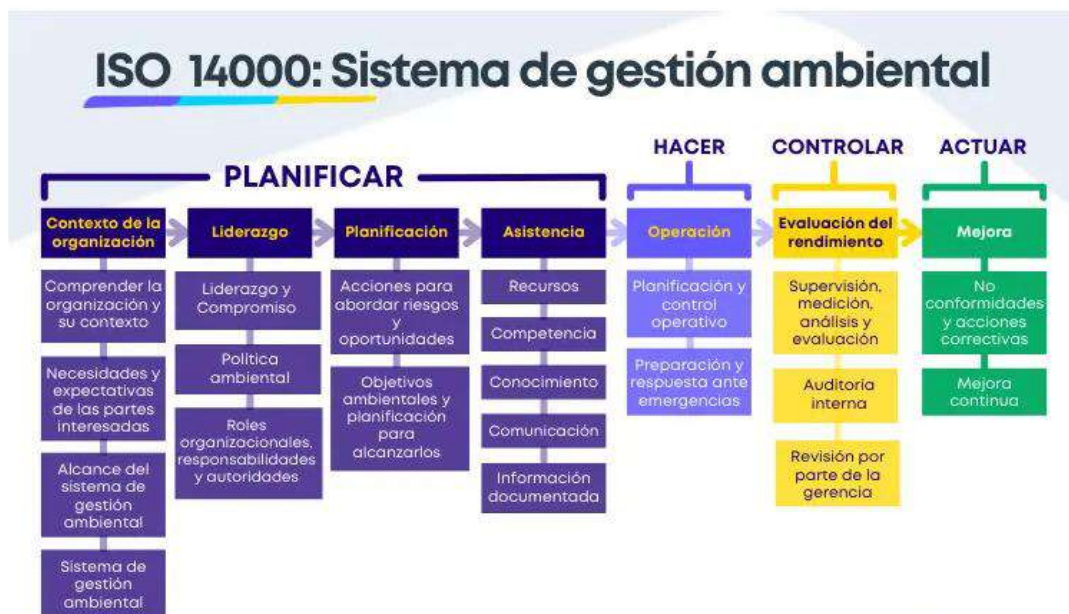 ISO 14000: Sistema de gestión ambiental
PLANIFICAR
HACER
CONTROLAR
ACTUAR
Contexto de la
organización
Comprender la
organización y
su contexto
Necesidades y
expectativas
de las partes
interesadas
Alcance del
sistema de
gestión
ambiental
Sistema de
gestión
ambiental
Liderazgo
Liderazgo y
Compromiso
Política
ambiental
Roles
organizacionales,
responsabilidades
y autoridades
Planificación
Acciones para
abordar riesgos
y
oportunidades
Objetivos
ambientales y
planificación
para
alcanzarlos
Asistencia
Recursos
Competencia
Conocimiento
Comunicación
Información
documentada
Operación
Planificación y
control
operativo
Preparación y
respuesta ante
emergencias
Evaluación del
rendimiento
Supervisión,
medición,
análisis y
evaluación
Auditoría
interna
Revisión por
parte de la
gerencia
Mejora
No
conformidades
y acciones
correctivas
Mejora
continua